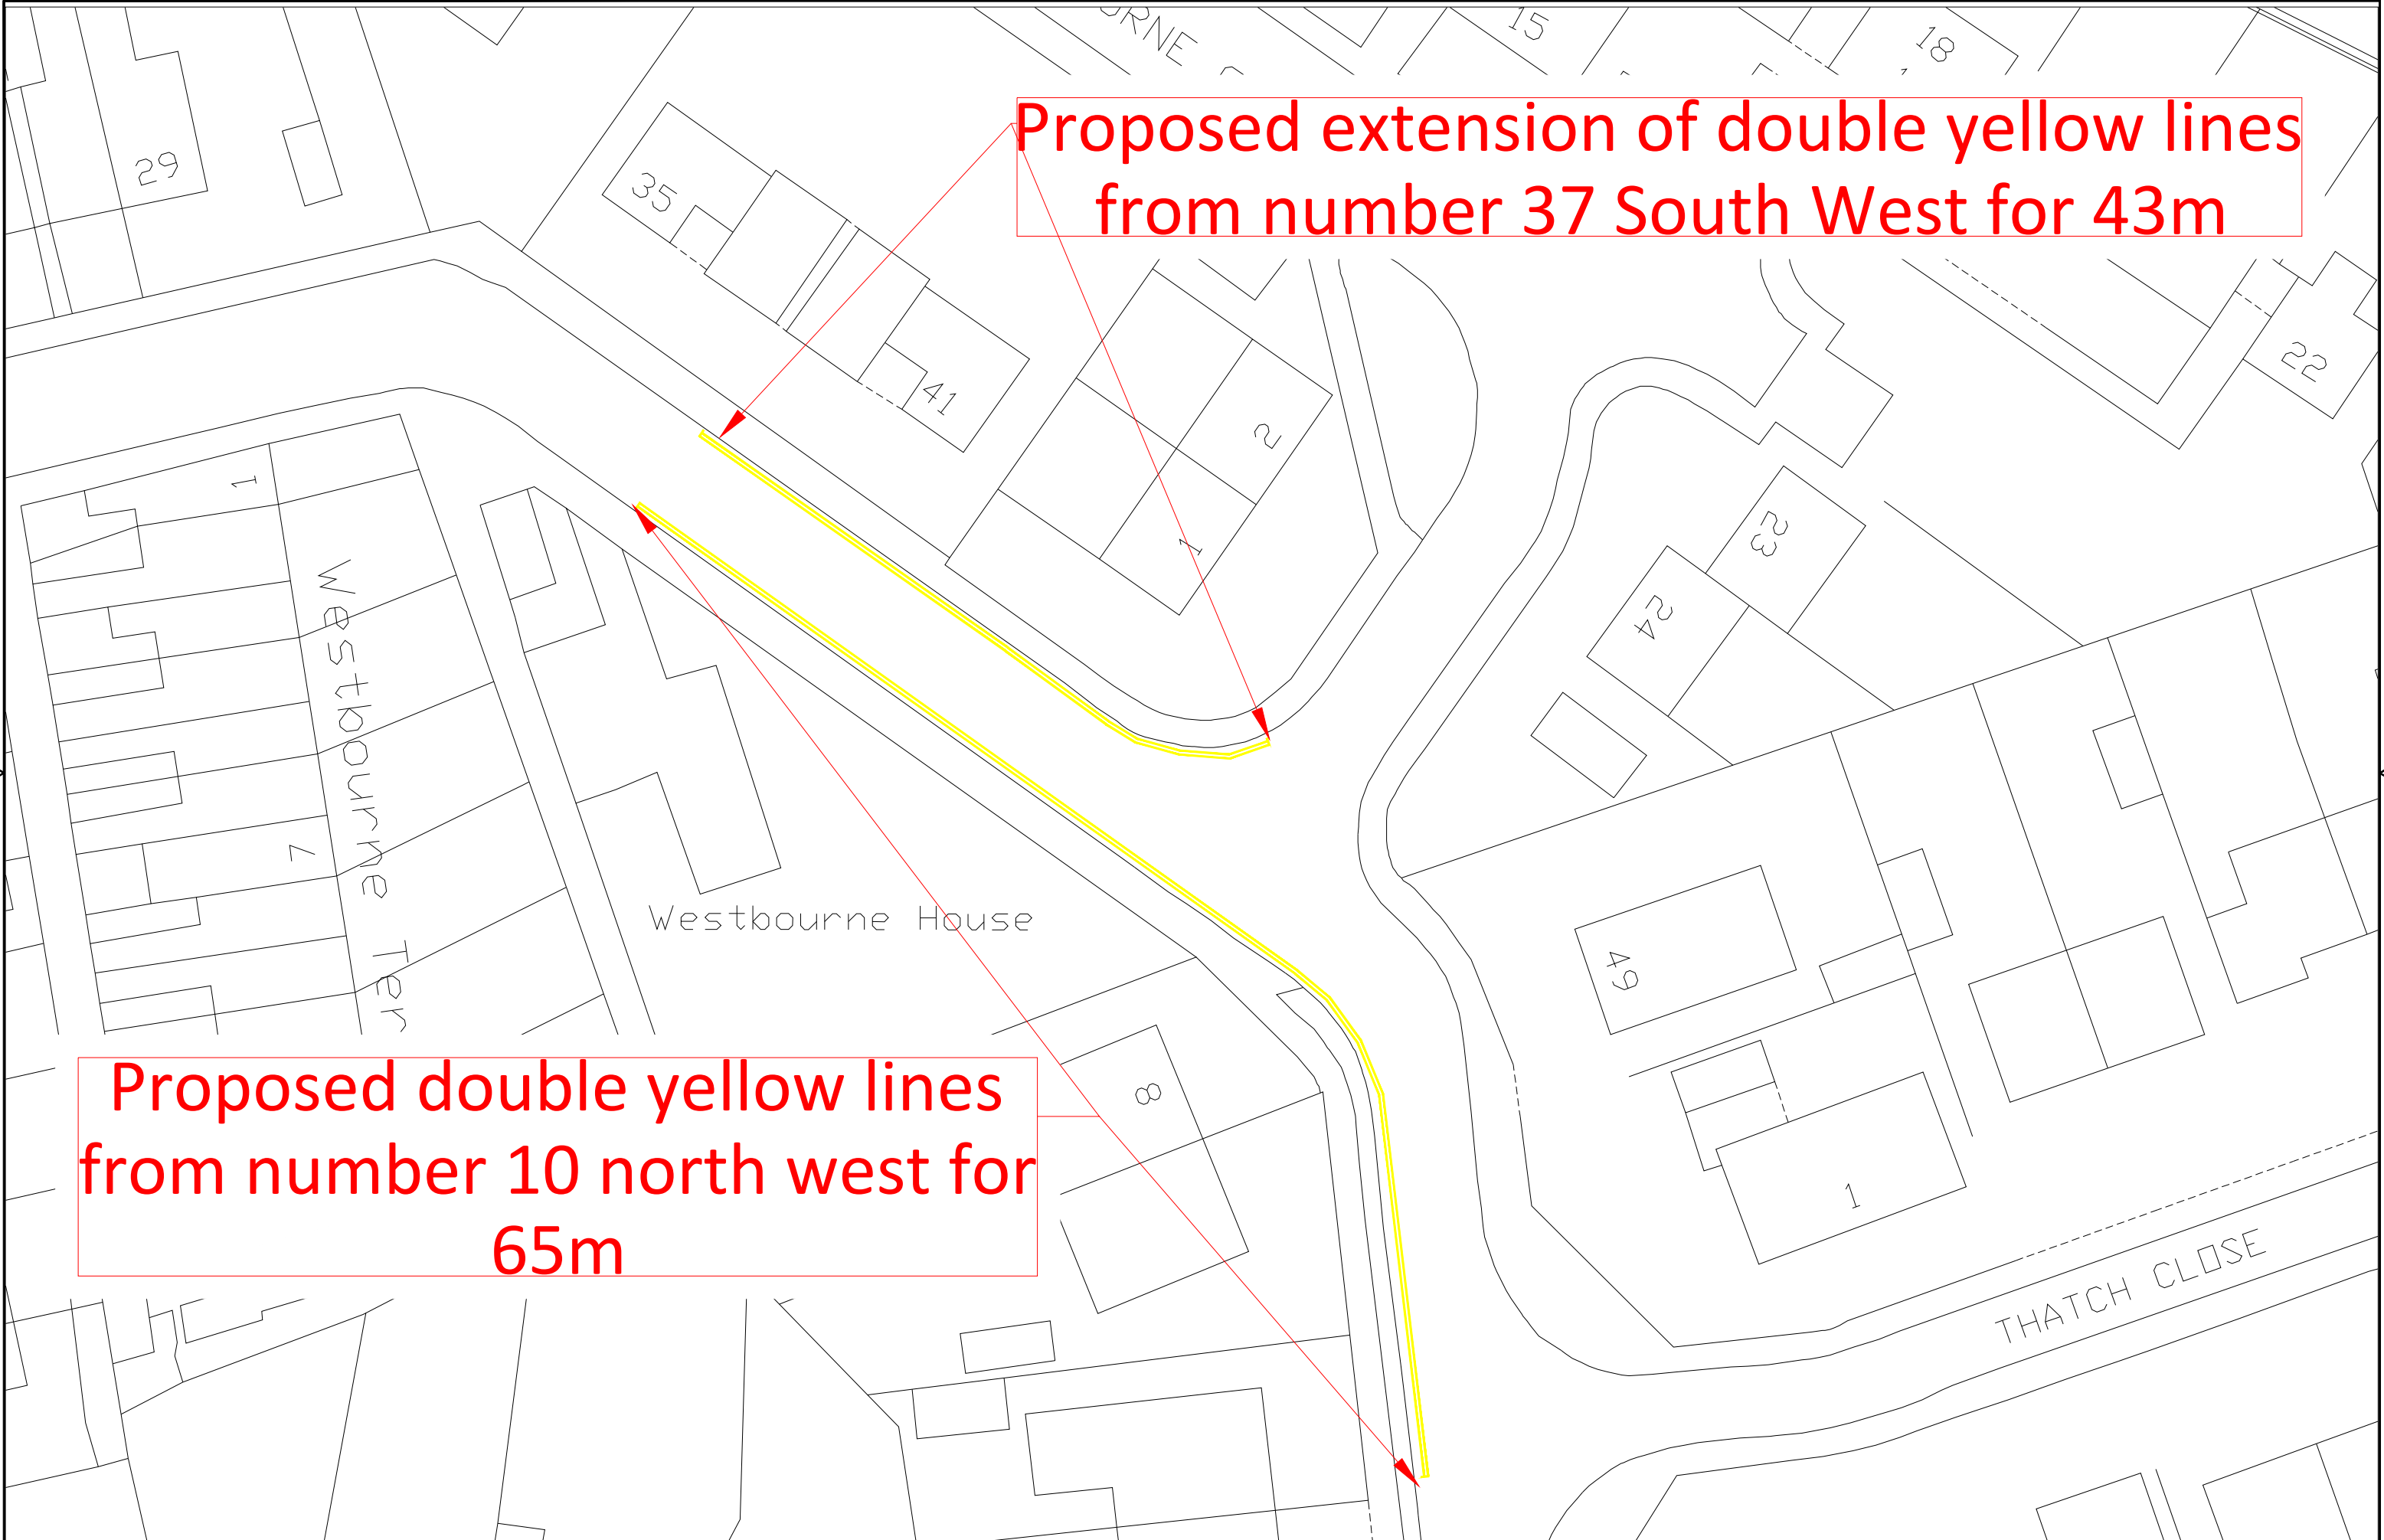 15
18
29
Proposed extension of double yellow lines
from number 37 South West for 43m
35
41
2
1
22
1
23
24
Westbourne Ter
7
Westbourne House
49
8
1
Proposed double yellow lines
from number 10 north west for
65m
THATCH CLOSE